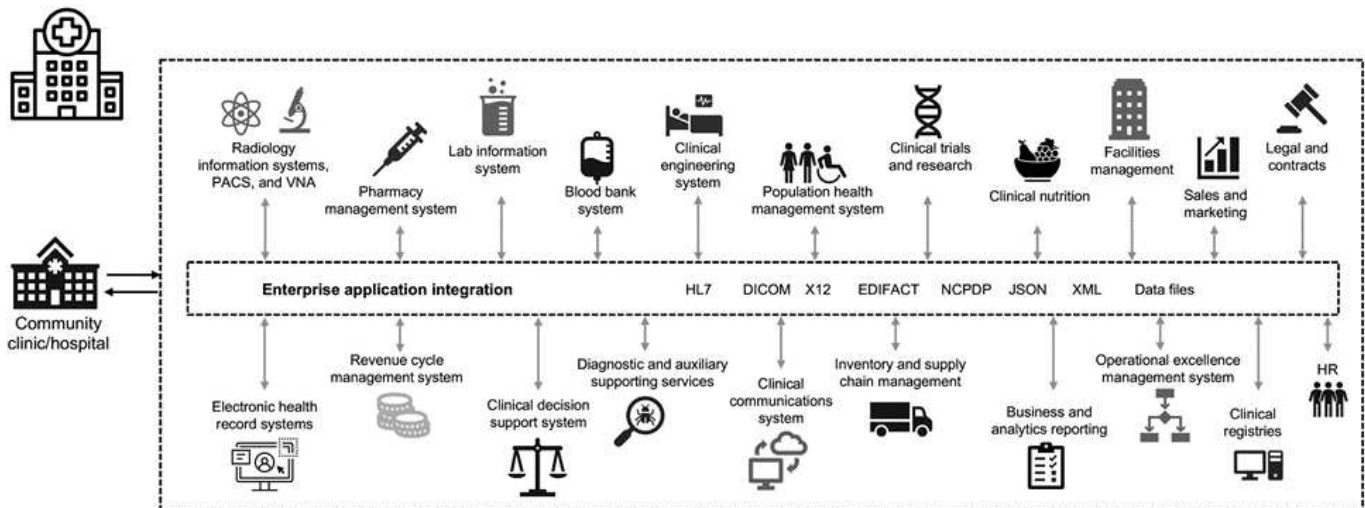 Radiology
information systems,
PACS, and VNA
Pharmacy
management system
Lab information
system
Blood bank
system
Clinical
engineering
system
Population health
management system
Clinical trials
and research
Clinical nutrition
Facilities
management
Sales and
marketing
Legal and
contracts
Community
clinic/hospital
Enterprise application integration
HL7 DICOM X12 EDIFACT NCPDP JSON XML Data files
Electronic health
record systems
Revenue cycle
management system
Clinical decision
support system
Diagnostic and auxiliary
supporting services
Clinical
communications
system
Inventory and supply
chain management
Business and
analytics reporting
Operational excellence
management system
Clinical
registries
HR